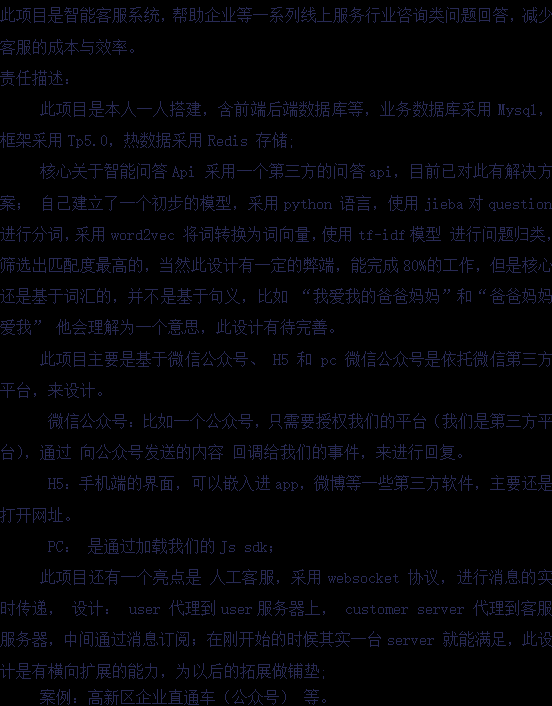 此项目是智能客服系统，帮助企业等一系列线上服务行业咨询类问题回答，减少
客服的成本与效率。
责任描述：
此项目是本人一人搭建，含前端后端数据库等，业务数据库采用 Mysql，
框架采用 Tp5.0，热数据采用 Redis 存储；
核心关于智能问答 Api 采用一个第三方的问答 api，目前已对此有解决方
案； 自己建立了一个初步的模型，采用 python 语言，使用 jieba 对 question
进行分词，采用 word2vec 将词转换为词向量，使用 tf-idf 模型 进行问题归类，
筛选出匹配度最高的，当然此设计有一定的弊端，能完成 80%的工作，但是核心
还是基于词汇的，并不是基于句义，比如 “我爱我的爸爸妈妈”和“爸爸妈妈
爱我” 他会理解为一个意思，此设计有待完善。
此项目主要是基于微信公众号、 H5 和 pc 微信公众号是依托微信第三方
平台，来设计。
微信公众号：比如一个公众号，只需要授权我们的平台（我们是第三方平
台），通过 向公众号发送的内容 回调给我们的事件，来进行回复。
H5：手机端的界面，可以嵌入进 app，微博等一些第三方软件，主要还是
打开网址。
PC： 是通过加载我们的 Js sdk；
此项目还有一个亮点是 人工客服，采用 websocket 协议，进行消息的实
时传递， 设计： user 代理到 user 服务器上， customer server 代理到客服
服务器，中间通过消息订阅；在刚开始的时候其实一台 server 就能满足，此设
计是有横向扩展的能力，为以后的拓展做铺垫；
案例：高新区企业直通车（公众号） 等。